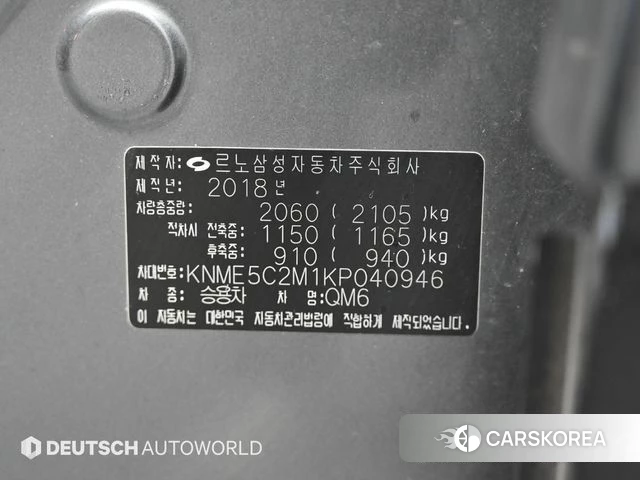 제작자: 르노삼성자동차주식회사
제작년: 2018년
차량총중량: 2060 ( 2105)kg
적차시 전축중: 1150 ( 1165)kg
후축중: 910 ( 940)kg
차대번호: KNME5C2M1KP040946
차 종: 승용차 차 명: QM6
이 자동차는 대한민국 자동차관리법령에 적합하게 제작되었습니다.
DEUTSCH AUTOWORLD
CARSKOREA